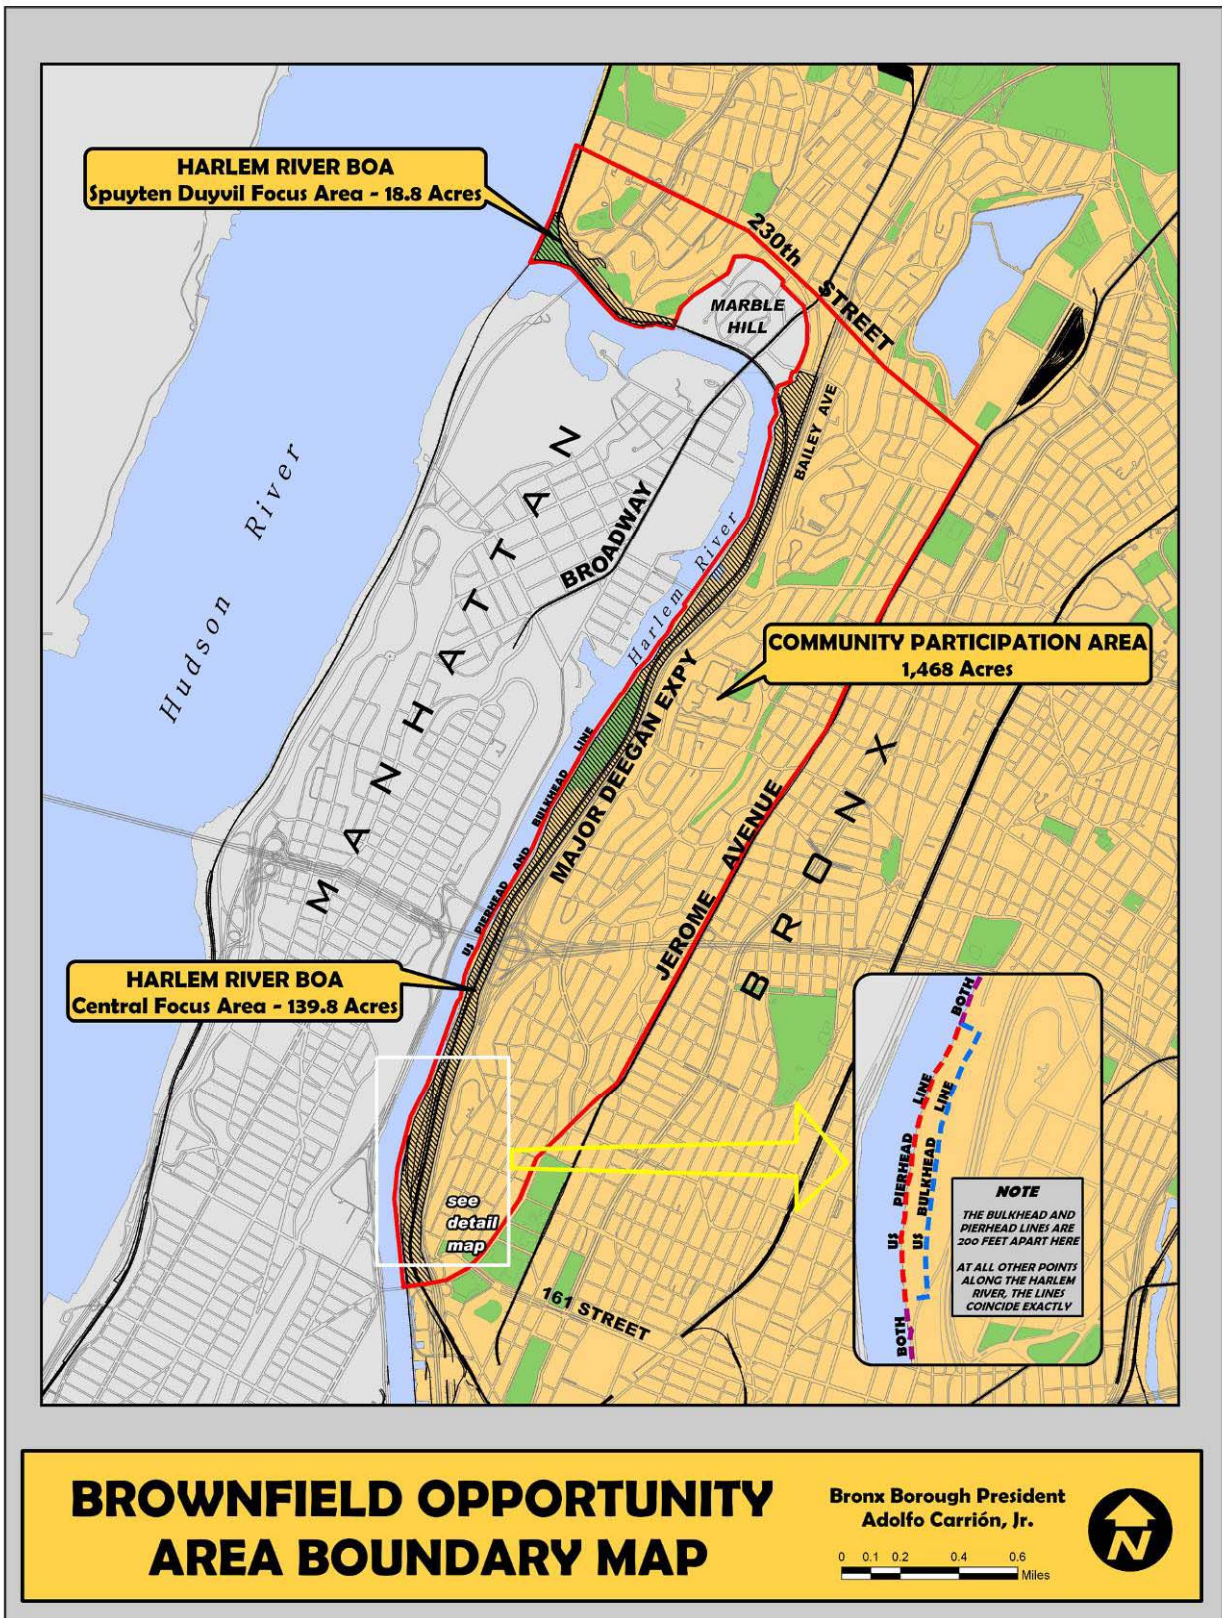 HARLEM RIVER BOA
Spuyten Duyvil Focus Area - 18.8 Acres
230th STREET
MARBLE
HILL
BAILEY AVE
Hudson River
MANHATTAN
BROADWAY
Harlem River
COMMUNITY PARTICIPATION AREA
1,468 Acres
US PIERHEAD AND BULKHEAD LINE
MAJOR DEEGAN EXPY
JEROME AVENUE
BRONX
HARLEM RIVER BOA
Central Focus Area - 139.8 Acres
see
detail
map
161 STREET
BOTH
US PIERHEAD LINE
US BULKHEAD LINE
BOTH
NOTE
THE BULKHEAD AND
PIERHEAD LINES ARE
200 FEET APART HERE
AT ALL OTHER POINTS
ALONG THE HARLEM
RIVER, THE LINES
COINCIDE EXACTLY
BROWNFIELD OPPORTUNITY
AREA BOUNDARY MAP
Bronx Borough President
Adolfo Carrión, Jr.
0 0.1 0.2 0.4 0.6
Miles
N